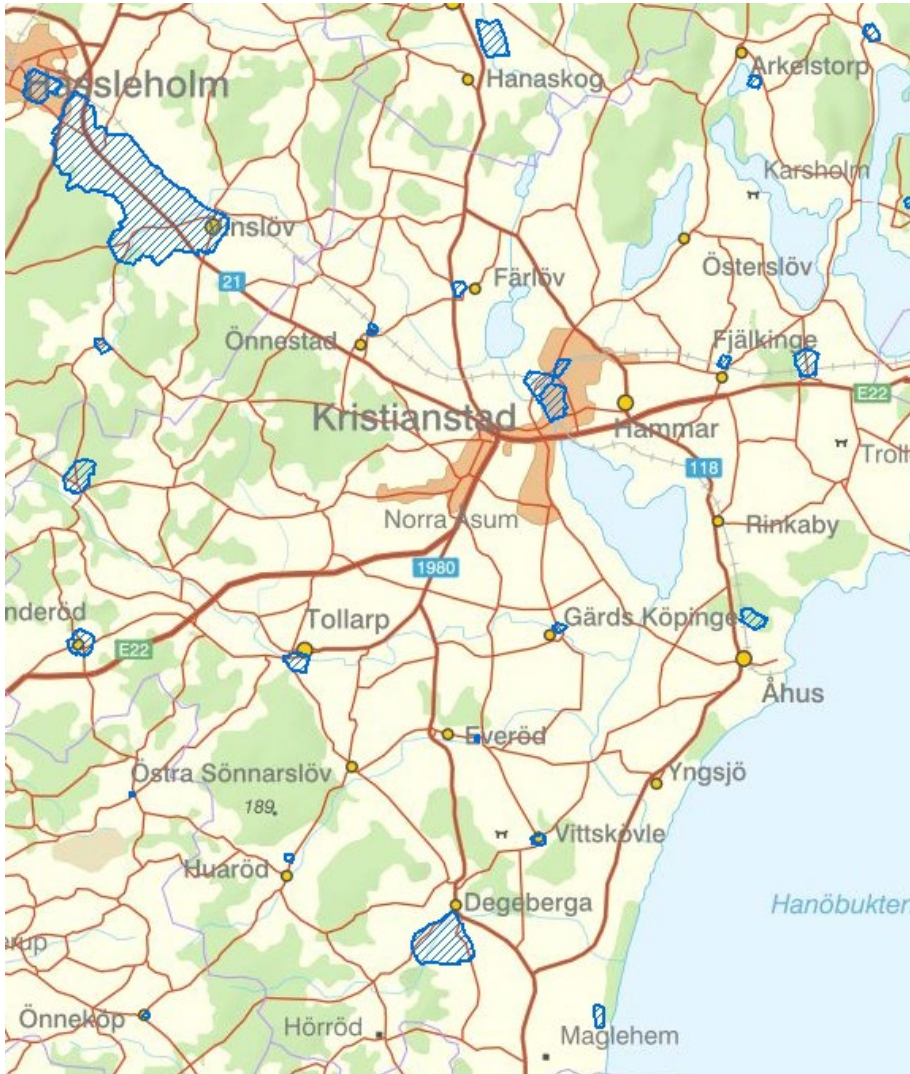 Hanaskog
Arkelstorp
Hässleholm
Karsholm
Vinslöv
Österslöv
21
Färlöv
Önnestad
Fjälkinge
E22
Kristianstad
Hammar
118
Norra Åsum
Rinkaby
1980
Tollarp
Gärds Köpinge
E22
Åhus
Everöd
Östra Sönnarslöv
Yngsjö
189
Vittskövle
Huaröd
Degeberga
Hanöbukten
Önneköp
Hörröd
Maglehem